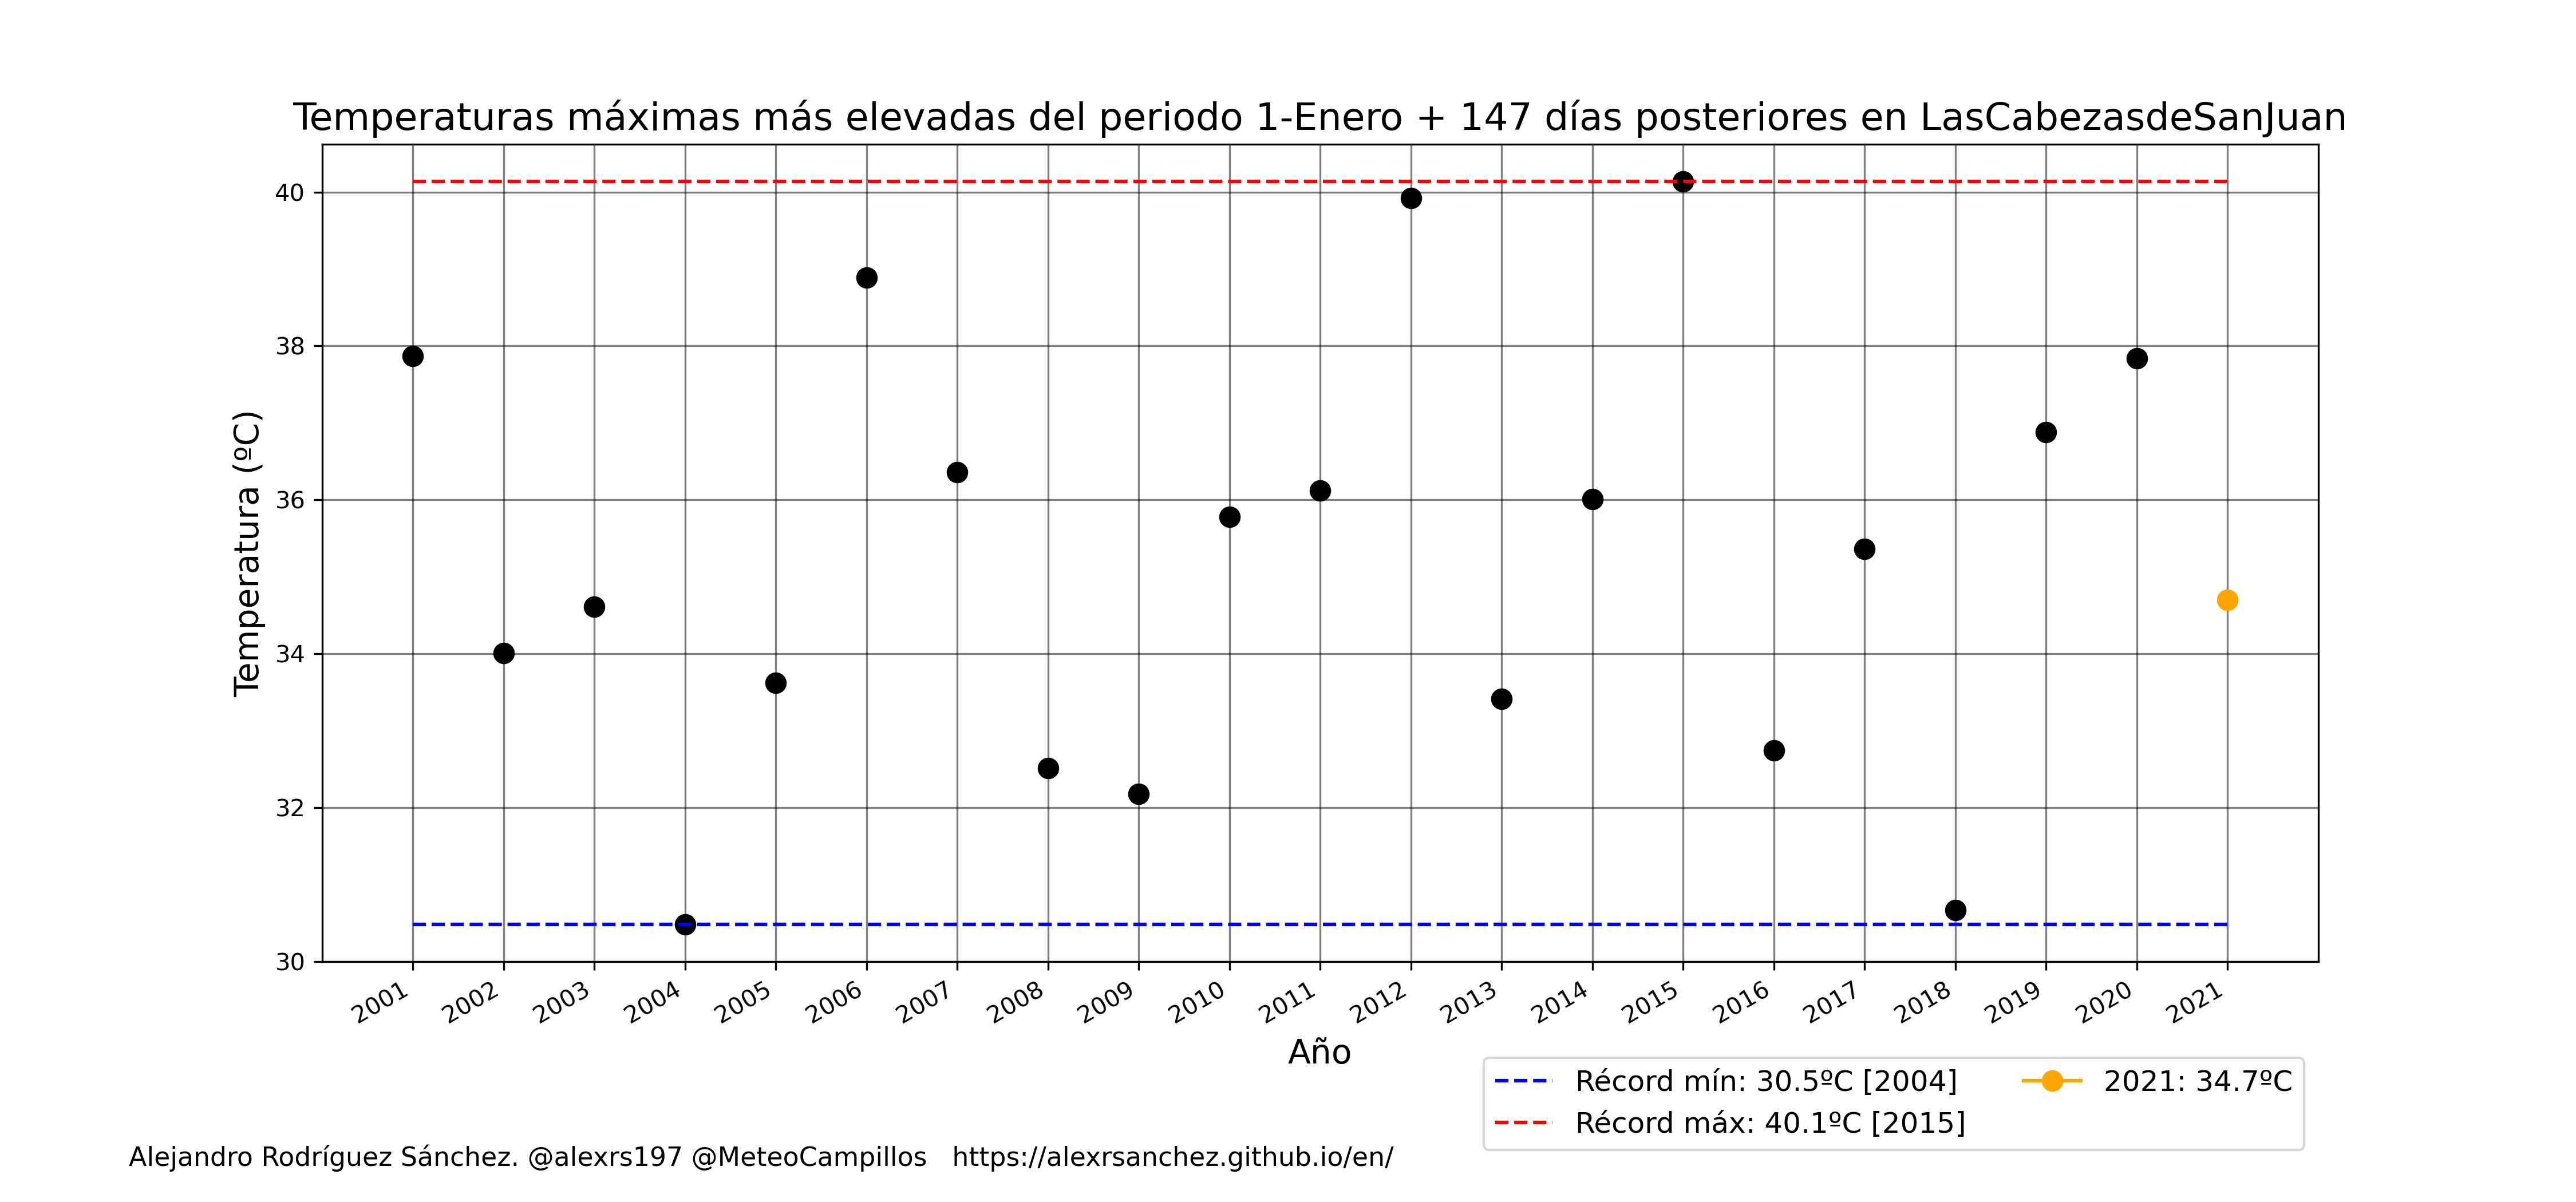 Temperaturas máximas más elevadas del periodo 1-Enero + 147 días posteriores en LasCabezasdeSanJuan
Temperatura (ºC)
40
38
36
34
32
30
2001 2002 2003 2004 2005 2006 2007 2008 2009 2010 2011 2012 2013 2014 2015 2016 2017 2018 2019 2020 2021
Año
Récord mín: 30.5ºC [2004]
Récord máx: 40.1ºC [2015]
2021: 34.7ºC
Alejandro Rodríguez Sánchez. @alexrs197 @MeteoCampillos https://alexrsanchez.github.io/en/